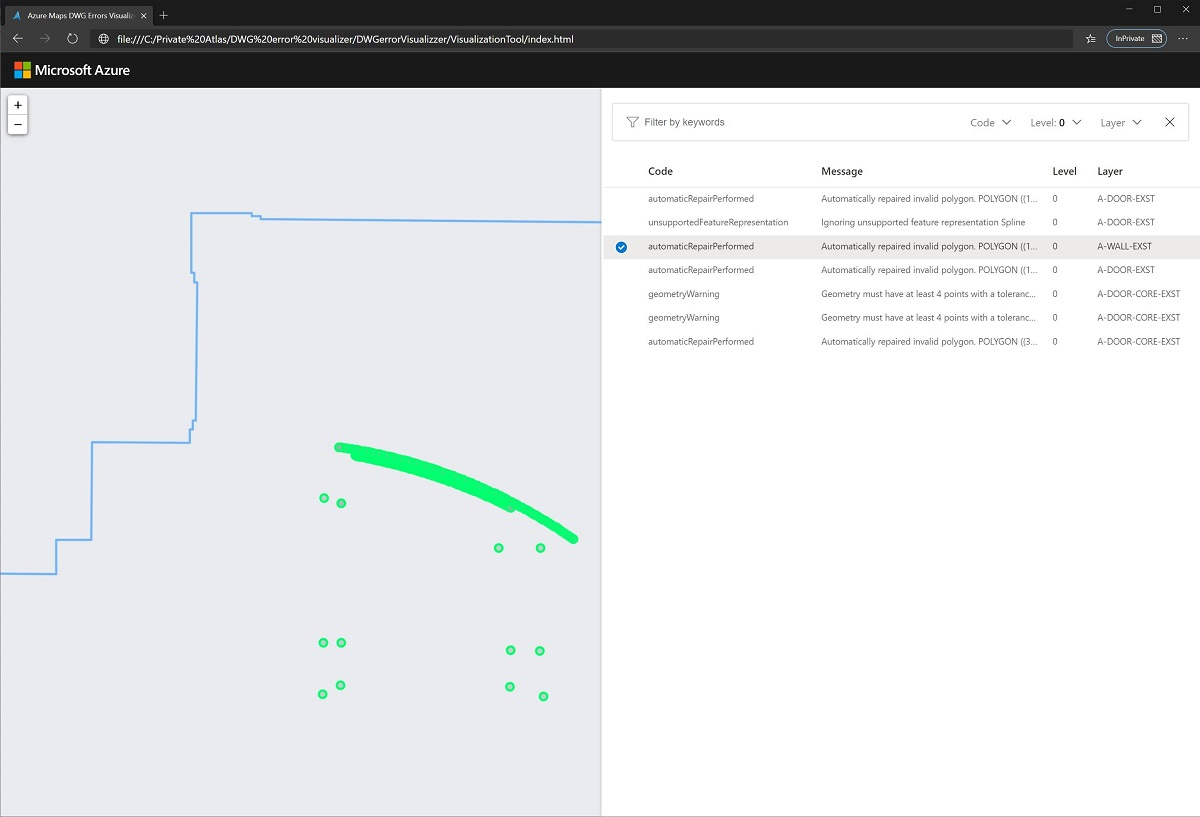 Azure Maps DWG Errors Visualiz
file:///C:/Private%20Atlas/DWG%20error%20visualizer/DWGerrorVisualizzer/VisualizationTool/index.html
InPrivate
Microsoft Azure
+
−
Filter by keywords Code Level: 0 Layer
Code Message Level Layer
automaticRepairPerformed Automatically repaired invalid polygon. POLYGON ((1... 0 A-DOOR-EXST
unsupportedFeatureRepresentation Ignoring unsupported feature representation Spline 0 A-DOOR-EXST
automaticRepairPerformed Automatically repaired invalid polygon. POLYGON ((1... 0 A-WALL-EXST
automaticRepairPerformed Automatically repaired invalid polygon. POLYGON ((1... 0 A-DOOR-EXST
geometryWarning Geometry must have at least 4 points with a toleranc... 0 A-DOOR-CORE-EXST
geometryWarning Geometry must have at least 4 points with a toleranc... 0 A-DOOR-CORE-EXST
automaticRepairPerformed Automatically repaired invalid polygon. POLYGON ((3... 0 A-DOOR-CORE-EXST